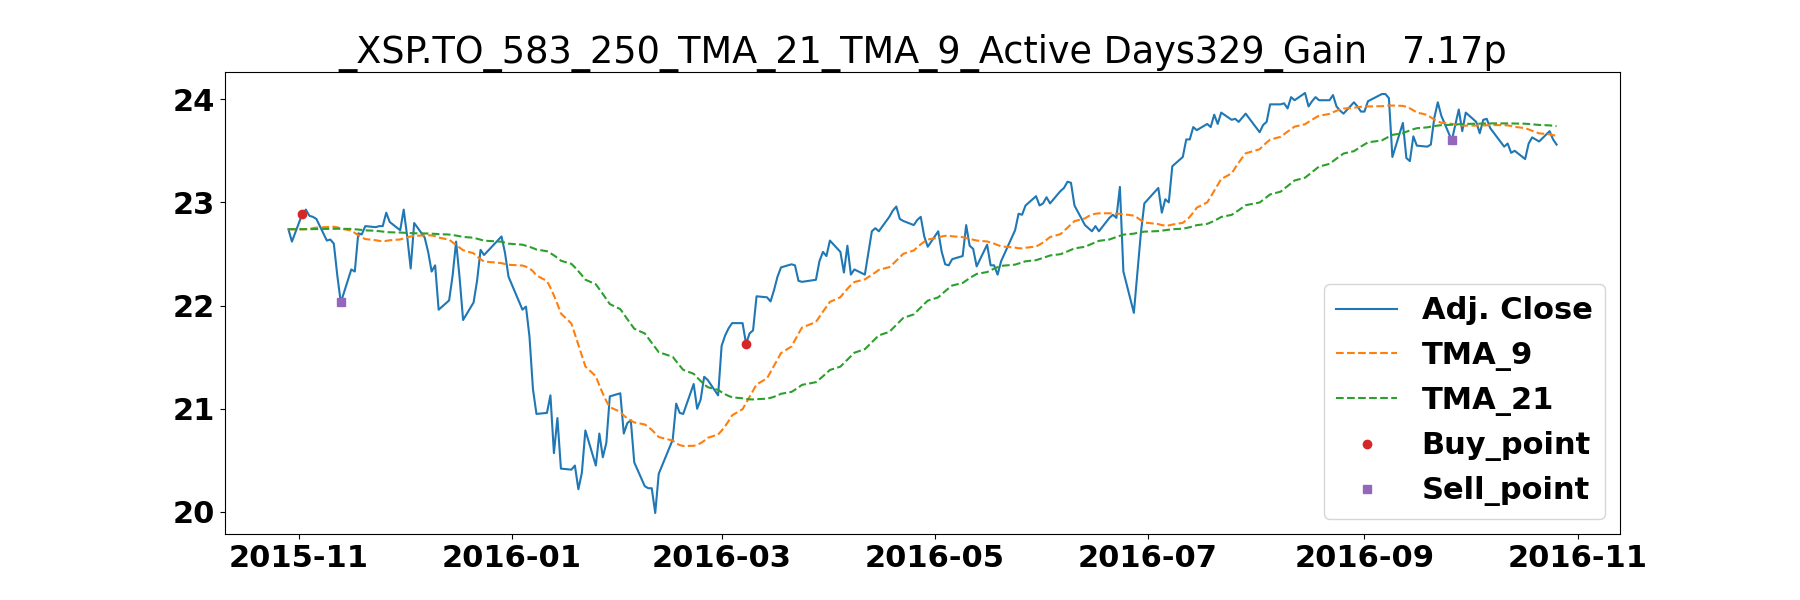 _XSP.TO_583_250_TMA_21_TMA_9_Active Days329_Gain   7.17p
24
23
22
21
20
Adj. Close
TMA_9
TMA_21
Buy_point
Sell_point
2015-11 2016-01 2016-03 2016-05 2016-07 2016-09 2016-11